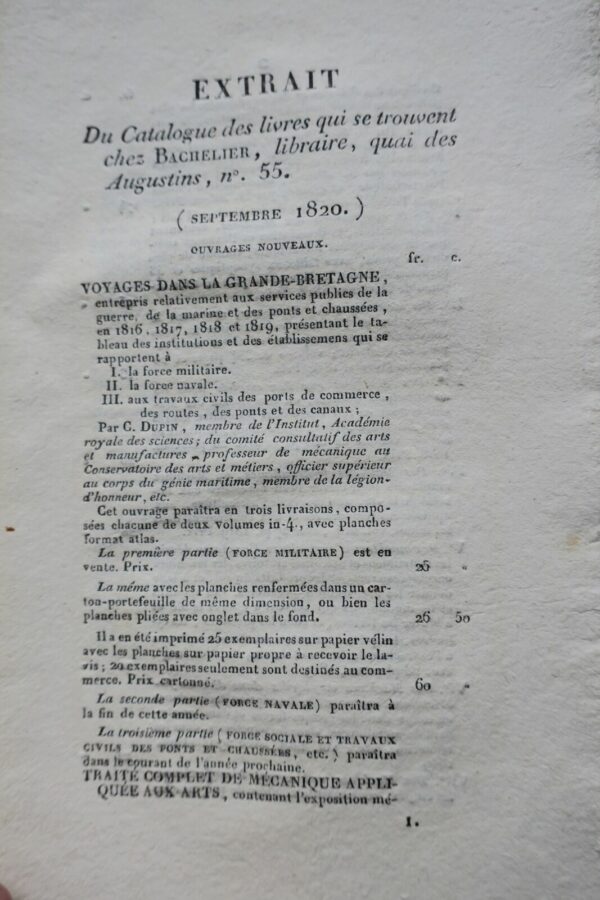 EXTRAIT
Du Catalogue des livres qui se trouvent
chez BACHELIER, libraire, quai des
Augustins, n°. 55.
(SEPTEMBRE 1820.)
OUVRAGES NOUVEAUX.
fr. c.
VOYAGES DANS LA GRANDE-BRETAGNE,
entrepris relativement aux services publics de la
guerre, de la marine et des ponts et chaussées,
en 1816, 1817, 1818 et 1819, présentant le ta-
bleau des institutions et des établissemens qui se
rapportent à
I. la force militaire.
II. la force navale.
III. aux travaux civils des ports de commerce,
des routes, des ponts et des canaux;
Par C. DUPIN, membre de l'Institut, Académie
royale des sciences; du comité consultatif des arts
et manufactures, professeur de mécanique au
Conservatoire des arts et métiers, officier supérieur
au corps du génie maritime, membre de la légion-
d'honneur, etc.
Cet ouvrage paraîtra en trois livraisons, compo-
sées chacune de deux volumes in-4., avec planches
format atlas.
La première partie (FORCE MILITAIRE) est en
vente. Prix. 25 "
La même avec les planches renfermées dans un car-
ton-portefeuille de même dimension, ou bien les
planches pliées avec onglet dans le fond. 26 50
Il a en été imprimé 25 exemplaires sur papier vélin
avec les planches sur papier propre à recevoir le la-
vis; 20 exemplaires seulement sont destinés au com-
merce. Prix cartonné. 60 "
La seconde partie (FORCE NAVALE) paraîtra à
la fin de cette année.
La troisième partie (FORCE SOCIALE ET TRAVAUX
CIVILS DES PONTS ET CHAUSSÉES, etc.) paraîtra
dans le courant de l'année prochaine.
TRAITÉ COMPLET DE MÉCANIQUE APPLI-
QUÉE AUX ARTS, contenant l'exposition mé-
1.